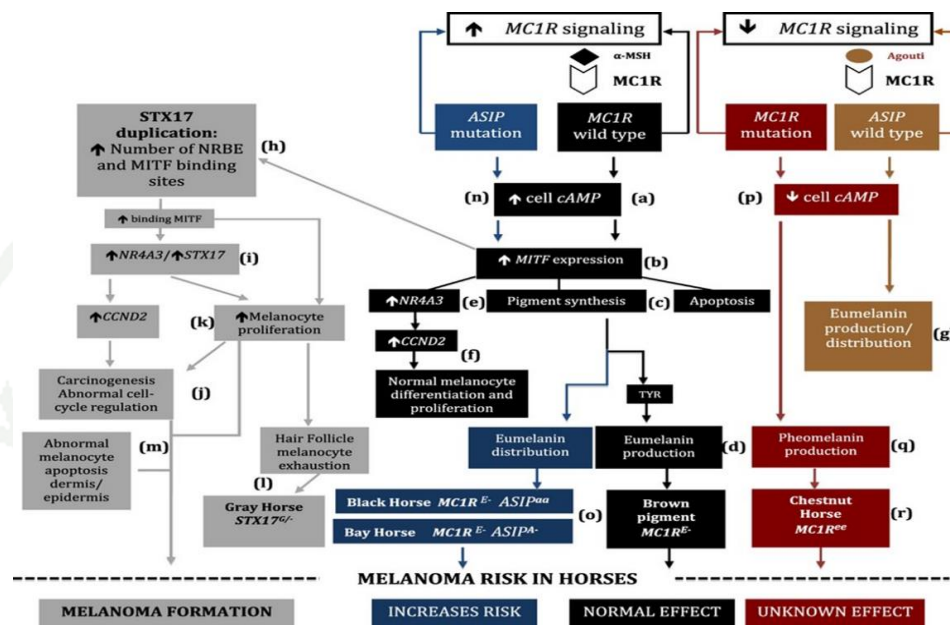 ↑ MC1R signaling
↓ MC1R signaling
α-MSH
MC1R
Agouti
MC1R
STX17
duplication:
↑ Number of NRBE
and MITF binding
sites
(h)
ASIP
mutation
MC1R
wild type
MC1R
mutation
ASIP
wild type
(n)
↑ cell cAMP
(a)
(p)
↓ cell cAMP
↑ binding MITF
↑NR4A3/↑STX17
(i)
↑ MITF expression
(b)
↑NR4A3
(e)
Pigment synthesis
(c)
Apoptosis
↑CCND2
(k)
↑Melanocyte
proliferation
↑CCND2
(f)
Eumelanin
production/
distribution
(g
Carcinogenesis
Abnormal cell-
cycle regulation
(j)
Normal melanocyte
differentiation and
proliferation
TYR
Abnormal
melanocyte
apoptosis
dermis/
epidermis
(m)
Hair Follicle
melanocyte
exhaustion
(l)
Eumelanin
distribution
Eumelanin
production
(d)
Pheomelanin
production
(q)
Gray Horse
STX17G/-
Black Horse MC1R E- ASIPaa
Bay Horse MC1R E- ASIPA-
(o)
Brown
pigment
MC1RE-
Chestnut
Horse
MC1Ree
(r)
MELANOMA RISK IN HORSES
MELANOMA FORMATION
INCREASES RISK
NORMAL EFFECT
UNKNOWN EFFECT